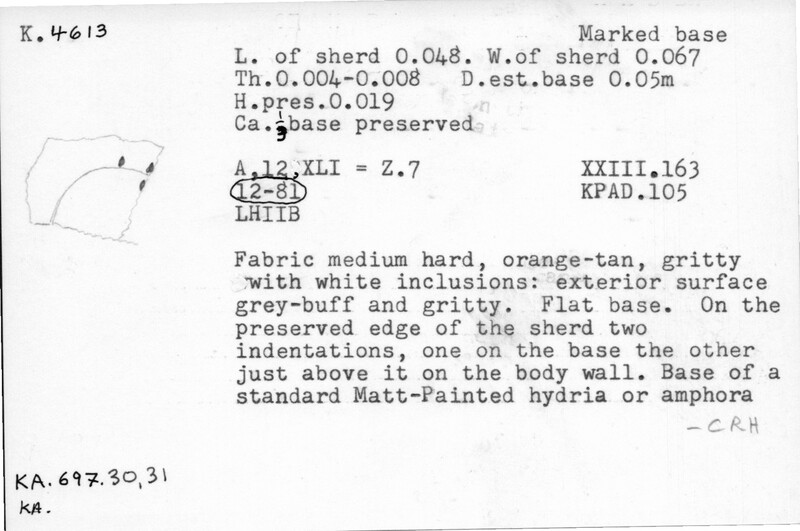 K.4613
Marked base
L. of sherd 0.048. W.of sherd 0.067
Th.0.004-0.008 D.est.base 0.05m
H.pres.0.019
Ca.⅓base preserved
A,12,XLI = Z.7 XXIII.163
12-81 KPAD.105
LHIIB
Fabric medium hard, orange-tan, gritty
with white inclusions: exterior surface
grey-buff and gritty. Flat base. On the
preserved edge of the sherd two
indentations, one on the base the other
just above it on the body wall. Base of a
standard Matt-Painted hydria or amphora
-CRH
KA.697.30,31
KA.